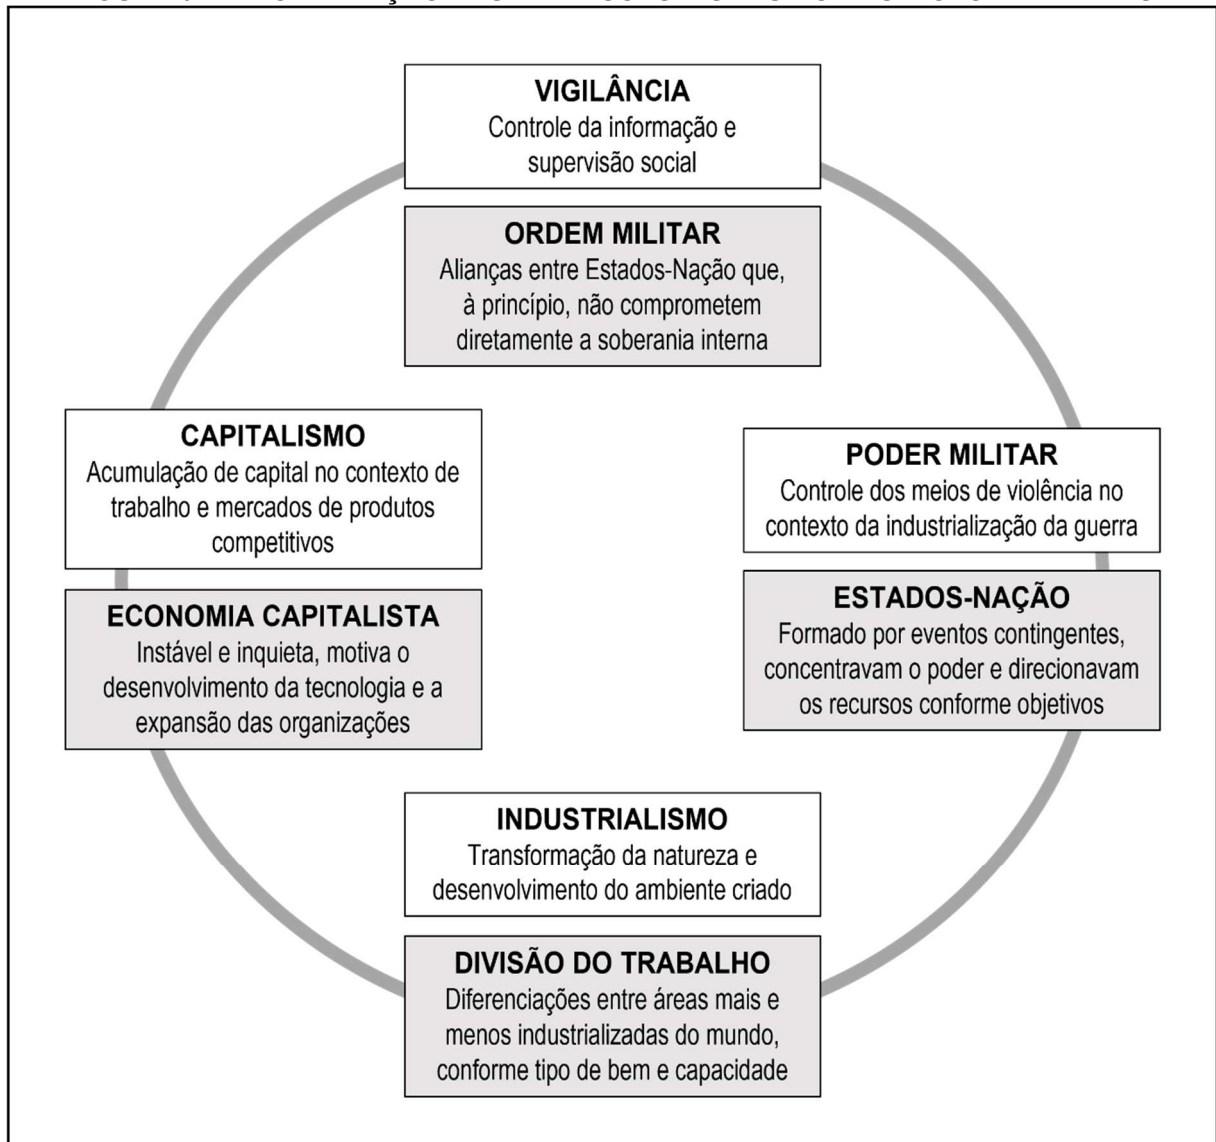 VIGILÂNCIA
Controle da informação e
supervisão social
ORDEM MILITAR
Alianças entre Estados-Nação que,
à princípio, não comprometem
diretamente a soberania interna
CAPITALISMO
Acumulação de capital no contexto de
trabalho e mercados de produtos
competitivos
ECONOMIA CAPITALISTA
Instável e inquieta, motiva o
desenvolvimento da tecnologia e a
expansão das organizações
PODER MILITAR
Controle dos meios de violência no
contexto da industrialização da guerra
ESTADOS-NAÇÃO
Formado por eventos contingentes,
concentravam o poder e direcionavam
os recursos conforme objetivos
INDUSTRIALISMO
Transformação da natureza e
desenvolvimento do ambiente criado
DIVISÃO DO TRABALHO
Diferenciações entre áreas mais e
menos industrializadas do mundo,
conforme tipo de bem e capacidade